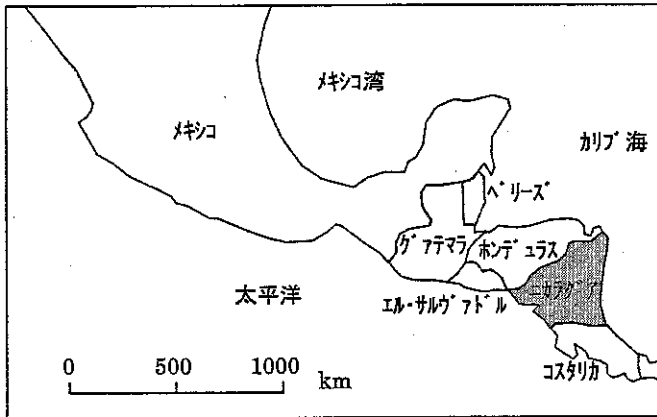 メキシコ湾
メキシコ
カリブ海
ベリーズ
グァテマラ
ホンデュラス
ニカラグア
太平洋
エル・サルヴァドル
コスタリカ
0 500 1000 km